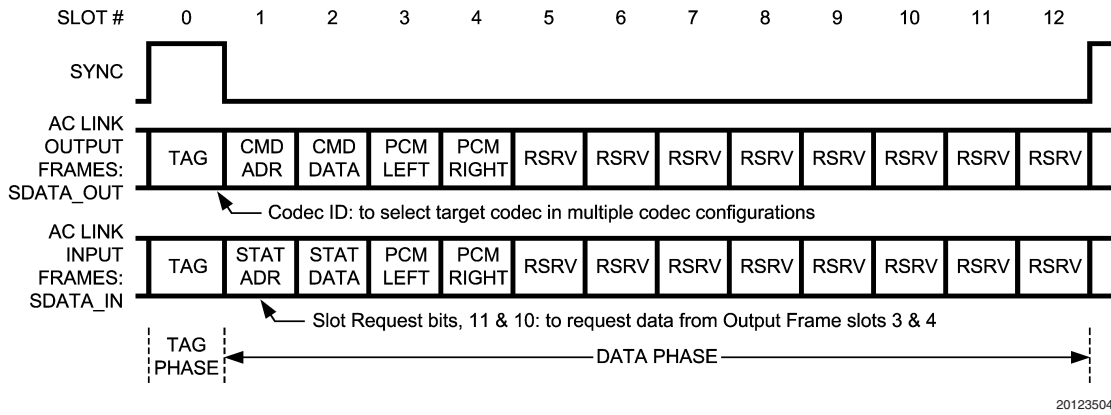 SLOT # 0 1 2 3 4 5 6 7 8 9 10 11 12
SYNC
AC LINK
OUTPUT
FRAMES:
SDATA_OUT
TAG
CMD
ADR
CMD
DATA
PCM
LEFT
PCM
RIGHT
RSRV RSRV RSRV RSRV RSRV RSRV RSRV RSRV
Codec ID: to select target codec in multiple codec configurations
AC LINK
INPUT
FRAMES:
SDATA_IN
TAG
STAT
ADR
STAT
DATA
PCM
LEFT
PCM
RIGHT
RSRV RSRV RSRV RSRV RSRV RSRV RSRV RSRV
Slot Request bits, 11 & 10: to request data from Output Frame slots 3 & 4
TAG
PHASE
DATA PHASE
20123504